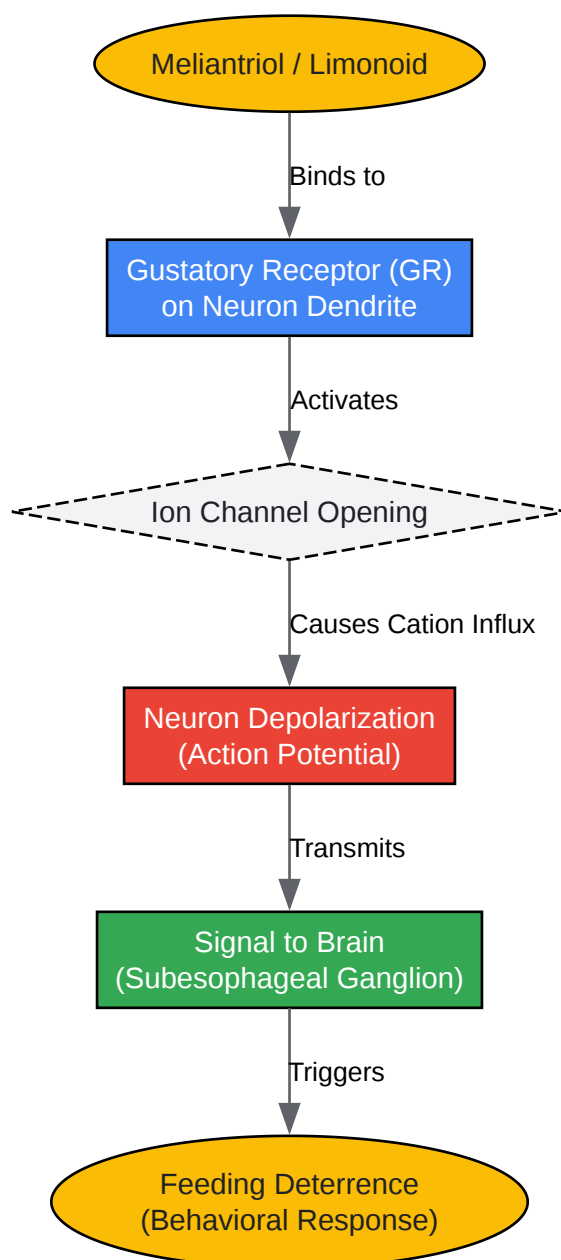 Meliantriol / Limonoid
Binds to
Gustatory Receptor (GR)
on Neuron Dendrite
Activates
Ion Channel Opening
Causes Cation Influx
Neuron Depolarization
(Action Potential)
Transmits
Signal to Brain
(Subesophageal Ganglion)
Triggers
Feeding Deterrence
(Behavioral Response)